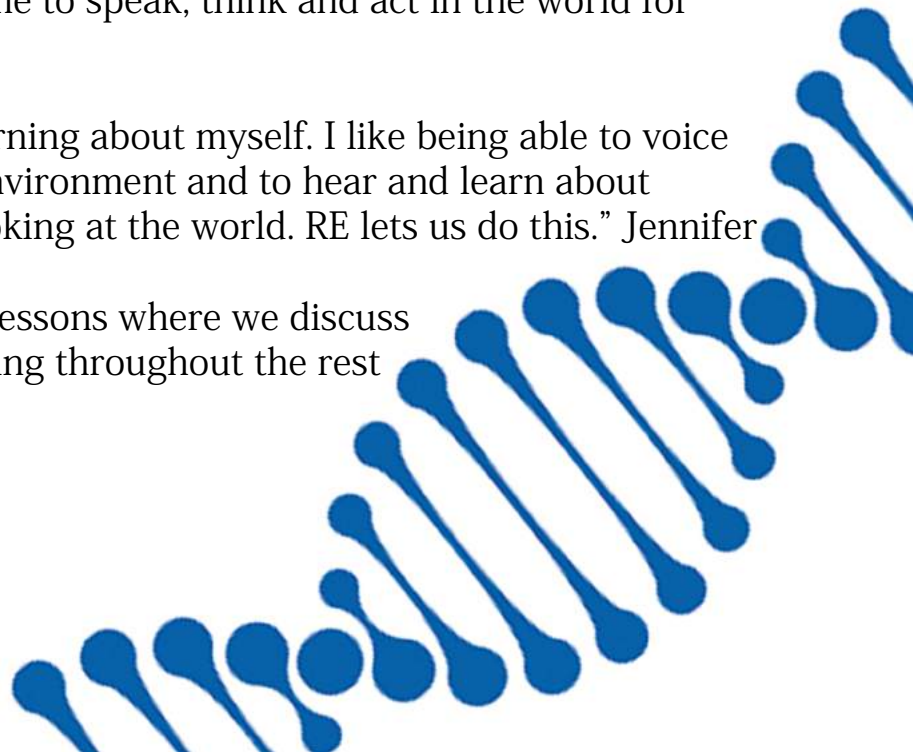 ne to speak, think and act in the world for
rning about myself. I like being able to voice
nvironment and to hear and learn about
oking at the world. RE lets us do this.” Jennifer
essons where we discuss
ing throughout the rest